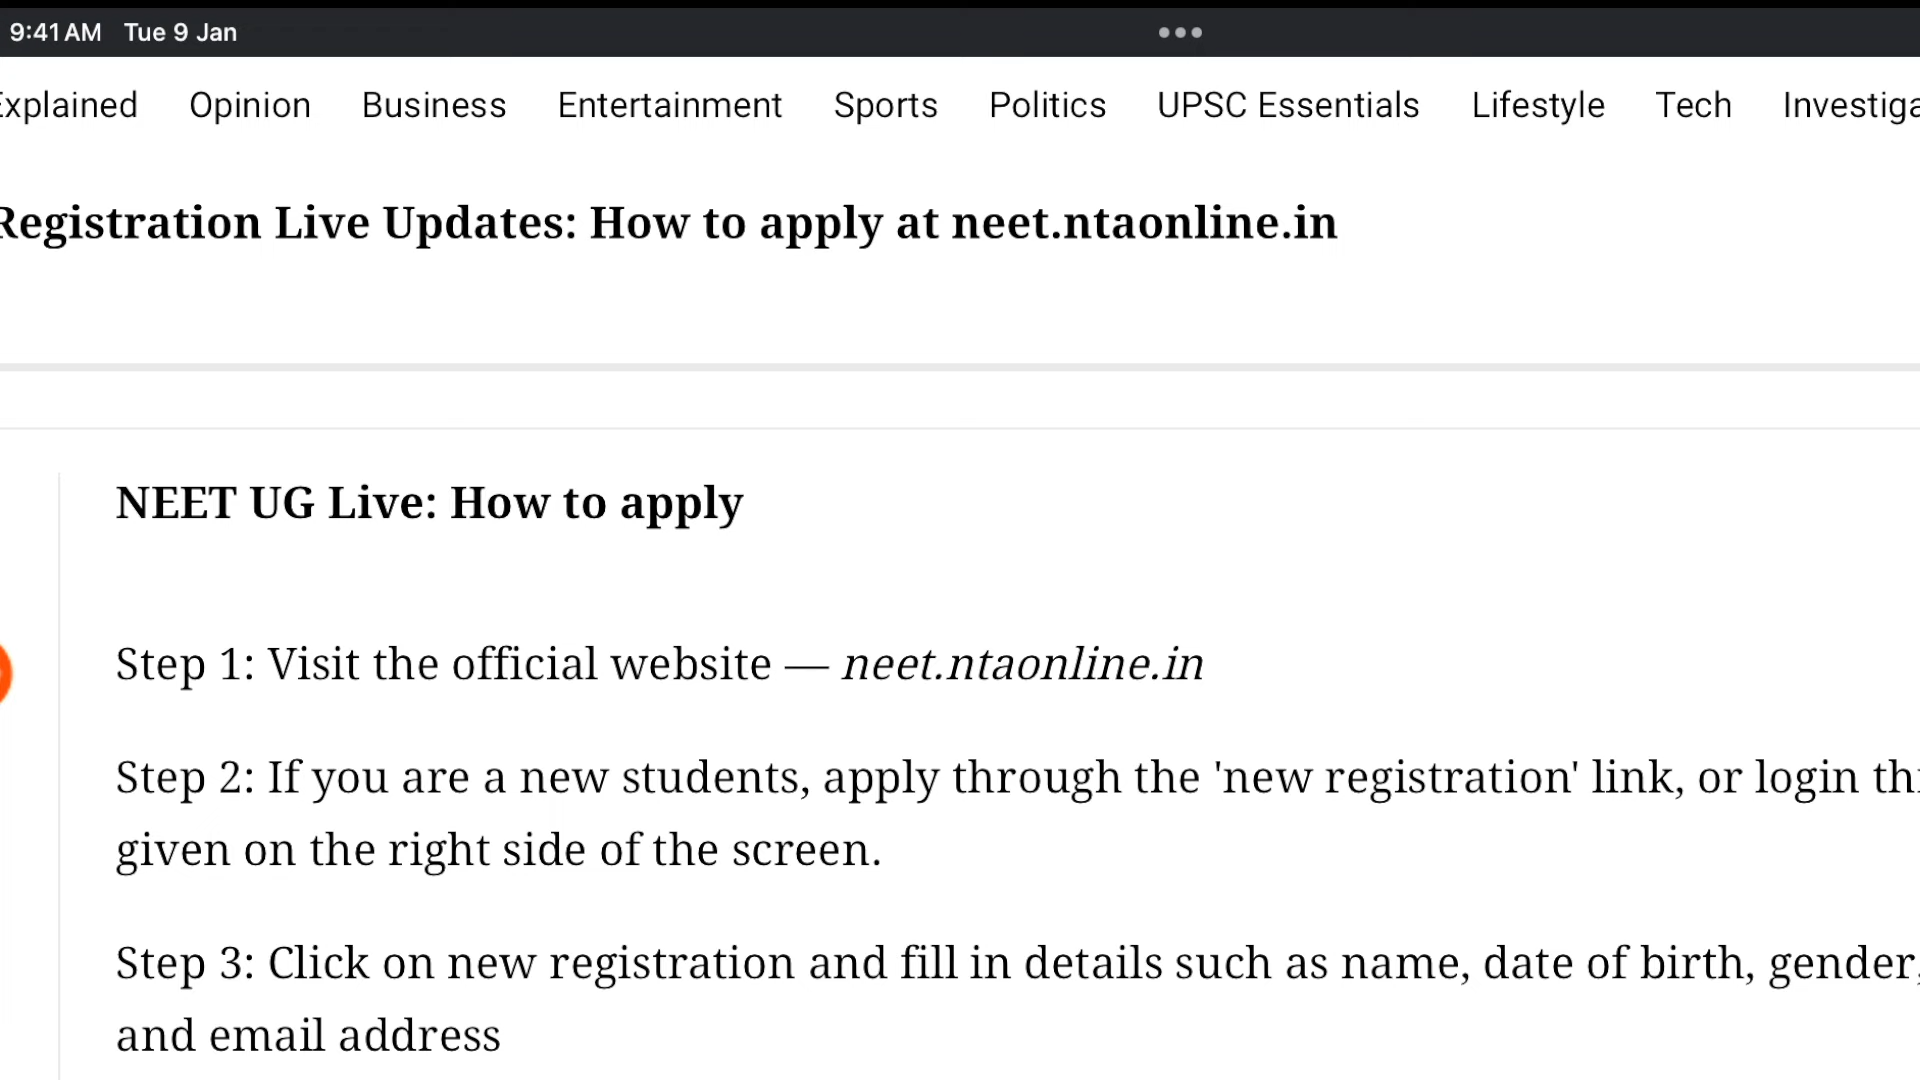 9:41 AM Tue 9 Jan
Explained Opinion Business Entertainment Sports Politics UPSC Essentials Lifestyle Tech
Registration Live Updates: How to apply at neet.ntaonline.in
NEET UG Live: How to apply
Step 1: Visit the official website — neet.ntaonline.in
Step 2: If you are a new students, apply through the 'new registration' link, or login
given on the right side of the screen.
Step 3: Click on new registration and fill in details such as name, date of birth, gender,
and email address